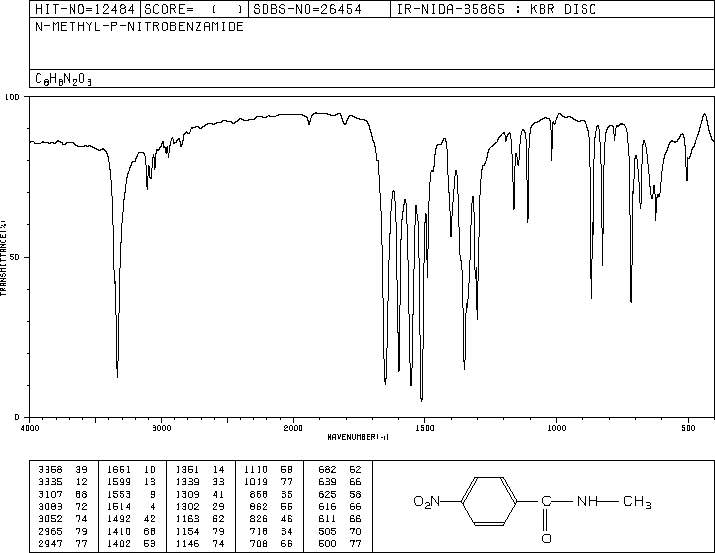 HIT-NO=12484 SCORE= ( ) SDBS-NO=26454 IR-NIDA-35865 : KBR DISC
N-METHYL-P-NITROBENZAMIDE
C8H8N2O3
100
50
0
TRANSMITTANCE(%)
4000 3000 2000 1500 1000 500
WAVENUMBER(-1)
3358 39 1651 10 1351 14 1110 58 682 62
3335 12 1599 13 1339 33 1019 77 639 66
3107 68 1553 9 1309 41 868 35 625 58
3083 72 1514 4 1302 29 862 55 616 66
3052 74 1492 42 1163 62 826 46 611 66
2965 79 1410 68 1154 79 718 34 505 70
2947 77 1402 53 1146 74 708 66 500 77
O2N C NH CH3
O